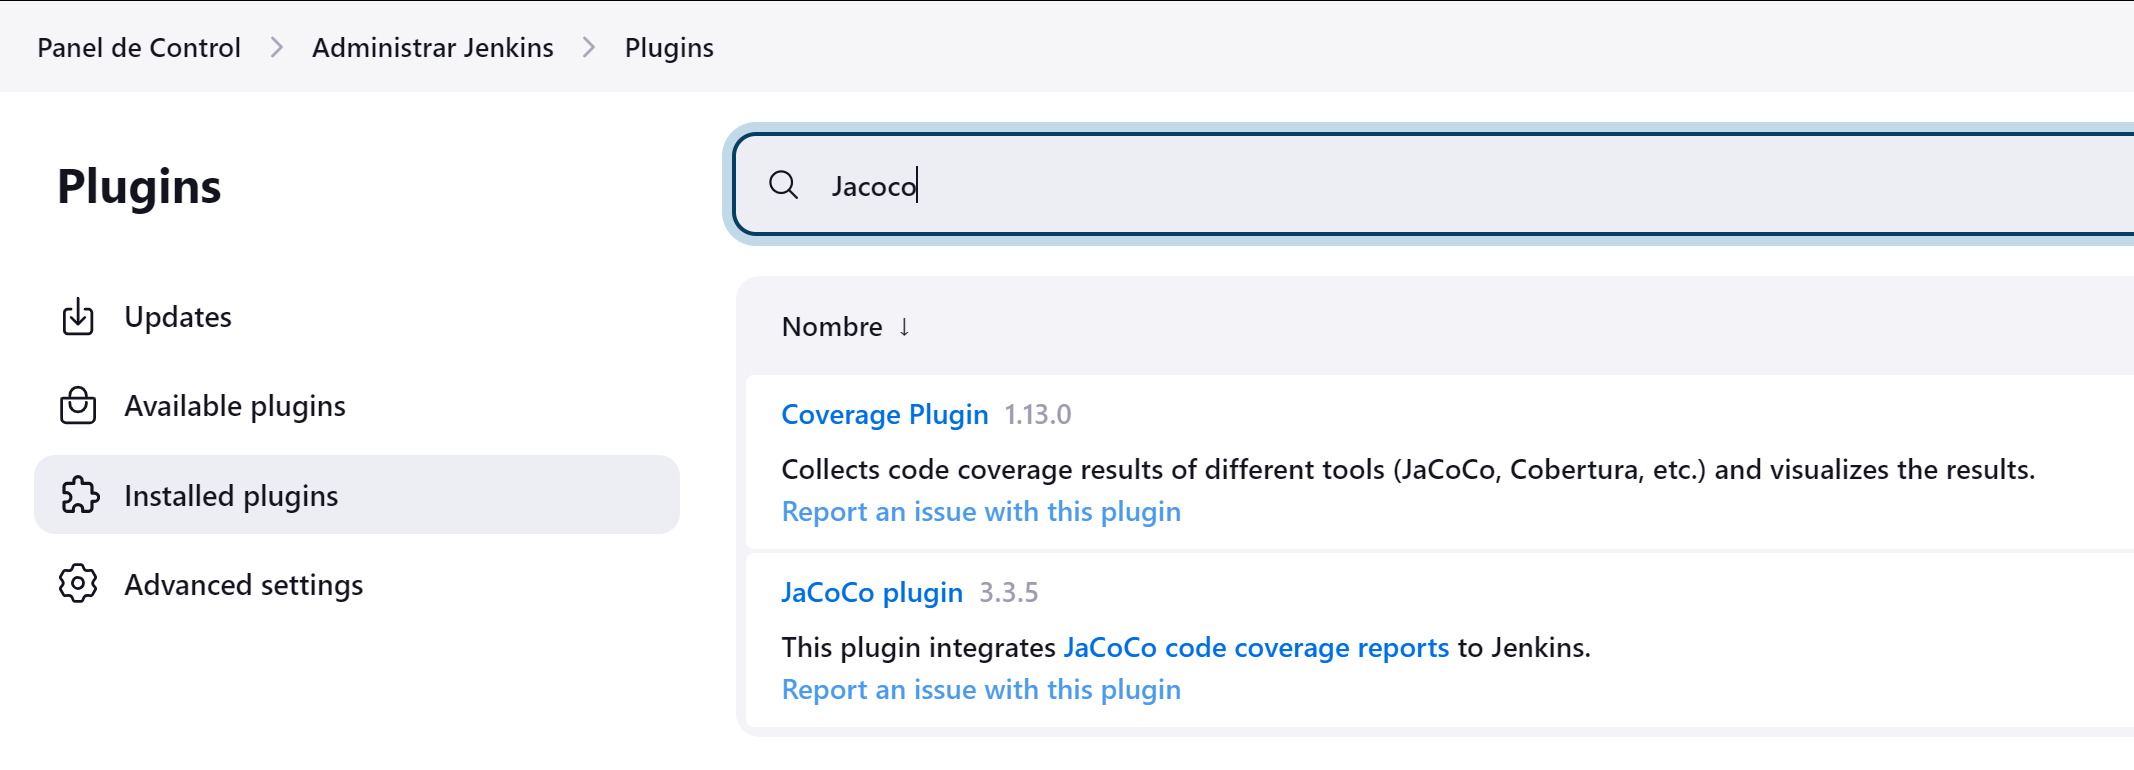 Panel de Control
Administrar Jenkins
Plugins
Plugins
Updates
Available plugins
Installed plugins
Advanced settings
Jacoco
Nombre ↓
Coverage Plugin 1.13.0
Collects code coverage results of different tools (JaCoCo, Cobertura, etc.) and visualizes the results.
Report an issue with this plugin
JaCoCo plugin 3.3.5
This plugin integrates JaCoCo code coverage reports to Jenkins.
Report an issue with this plugin